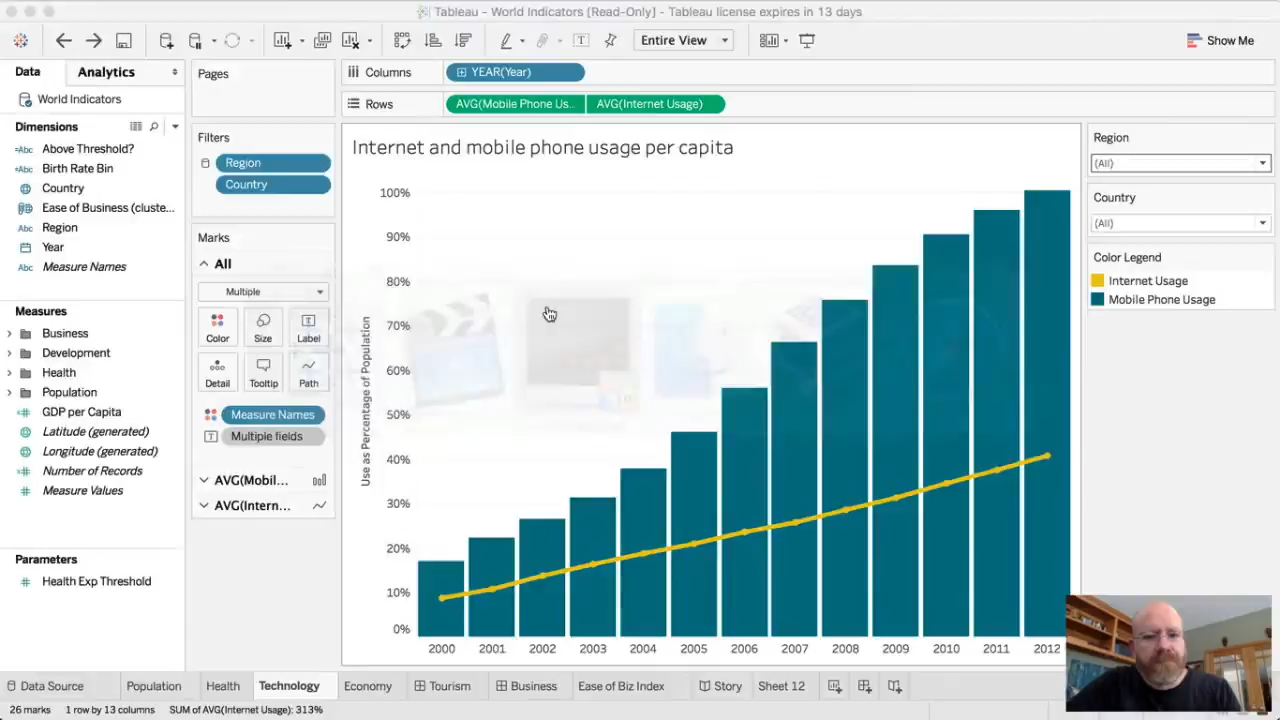 Tableau - World Indicators [Read-Only] - Tableau license expires in 13 days
Entire View
Show Me
Data
Analytics
World Indicators
Dimensions
Abc Above Threshold?
Abc Birth Rate Bin
Country
Ease of Business (cluste...
Abc Region
Year
Abc Measure Names
Measures
Business
Development
Health
Population
GDP per Capita
Latitude (generated)
Longitude (generated)
Number of Records
Measure Values
Parameters
Health Exp Threshold
Pages
Filters
Region
Country
Marks
All
Multiple
Color
Size
Label
Detail
Tooltip
Path
Measure Names
Multiple fields
AVG(Mobil...
AVG(Intern...
Columns
YEAR(Year)
Rows
AVG(Mobile Phone Us..
AVG(Internet Usage)
Internet and mobile phone usage per capita
Use as Percentage of Population
100%
90%
80%
70%
60%
50%
40%
30%
20%
10%
0%
2000 2001 2002 2003 2004 2005 2006 2007 2008 2009 2010 2011 2012
Region
(All)
Country
(All)
Color Legend
Internet Usage
Mobile Phone Usage
Data Source
Population
Health
Technology
Economy
Tourism
Business
Ease of Biz Index
Story
Sheet 12
26 marks 1 row by 13 columns SUM of AVG(Internet Usage): 313%